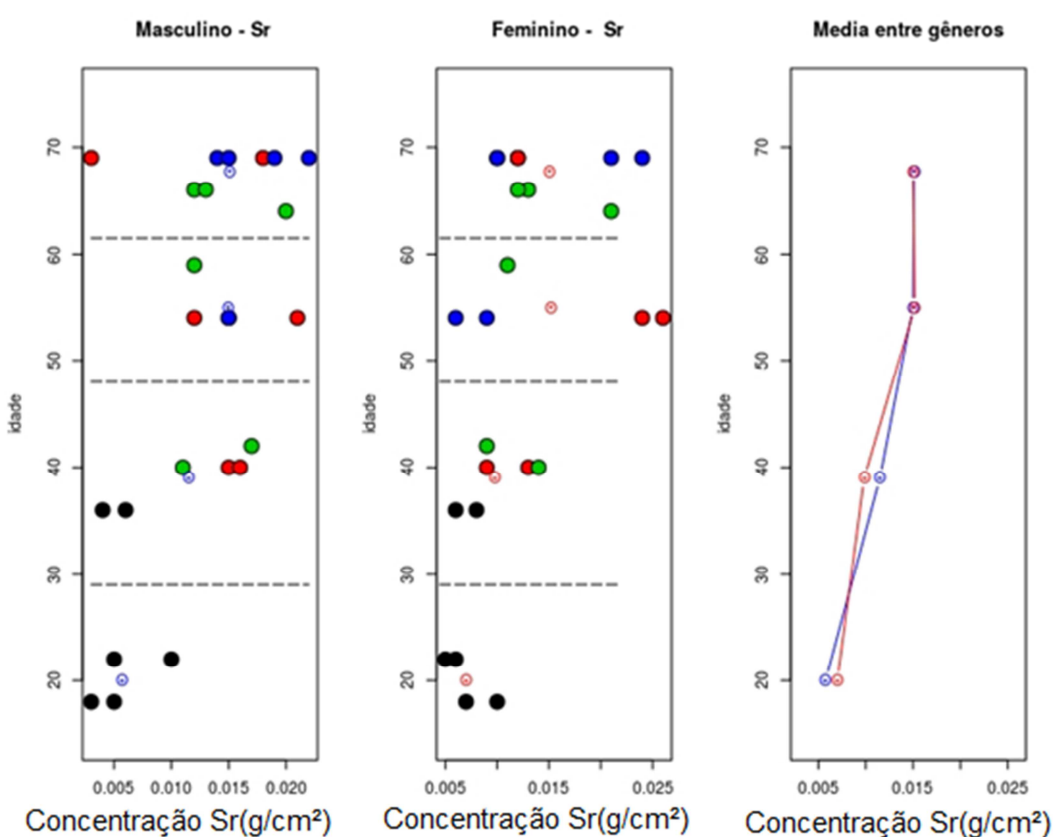 Masculino - Sr
Feminino - Sr
Media entre gêneros
70
60
50
40
30
20
idade
0.005 0.010 0.015 0.020
Concentração Sr(g/cm²)
70
60
50
40
30
20
idade
0.005 0.015 0.025
Concentração Sr(g/cm²)
70
60
50
40
30
20
idade
0.005 0.015 0.025
Concentração Sr(g/cm²)